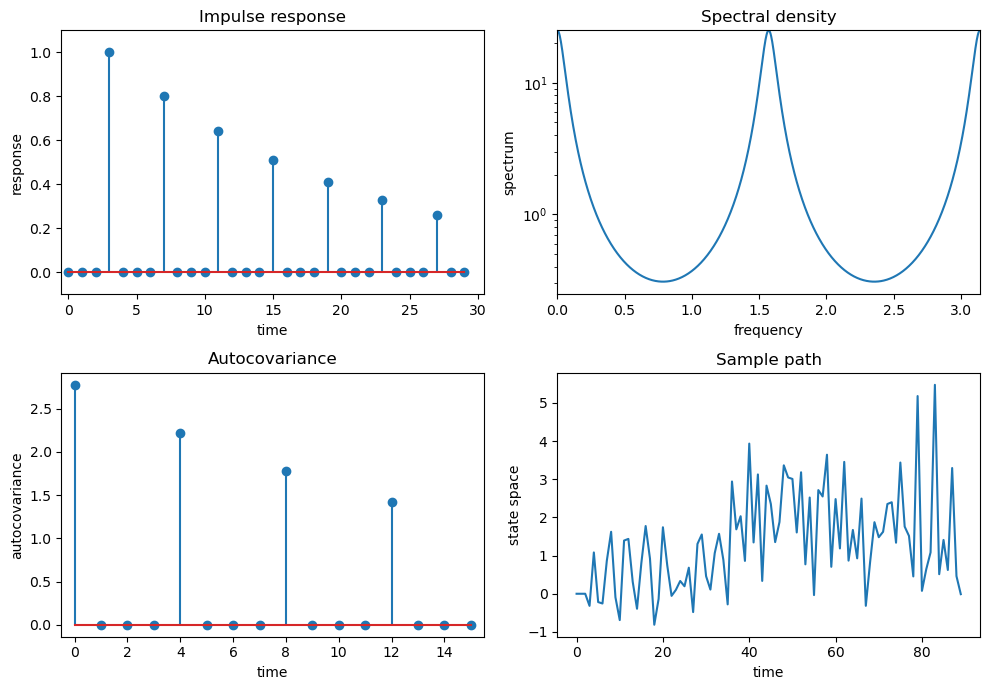 Impulse response
1.0
0.8
0.6
0.4
0.2
0.0
response
0 5 10 15 20 25 30
time
Spectral density
10¹
10⁰
spectrum
0.0 0.5 1.0 1.5 2.0 2.5 3.0
frequency
Autocovariance
2.5
2.0
1.5
1.0
0.5
0.0
autocovariance
0 2 4 6 8 10 12 14
time
Sample path
5
4
3
2
1
0
−1
state space
0 20 40 60 80
time